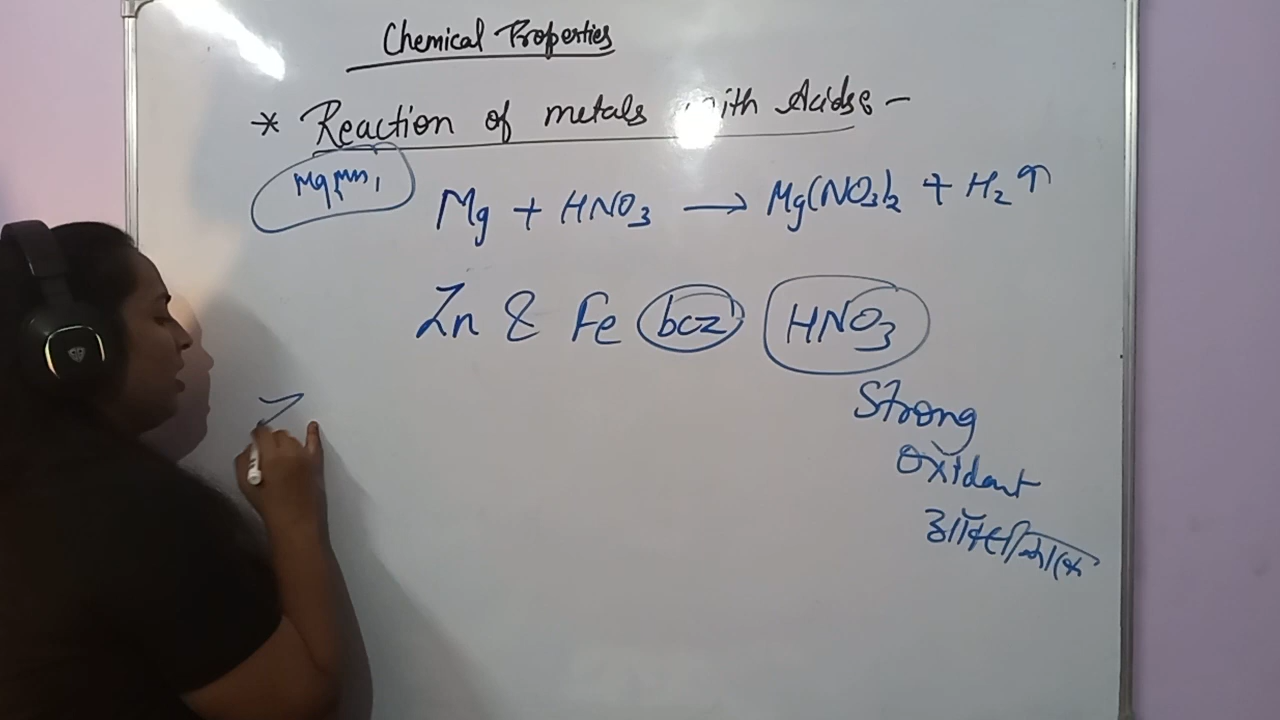 Chemical Properties
* Reaction of metals with Acids -
Mg, Mn,
Mg + HNO3 → Mg(NO3)2 + H2 ↑
Zn & Fe bcz HNO3
Strong
Oxidant
Z